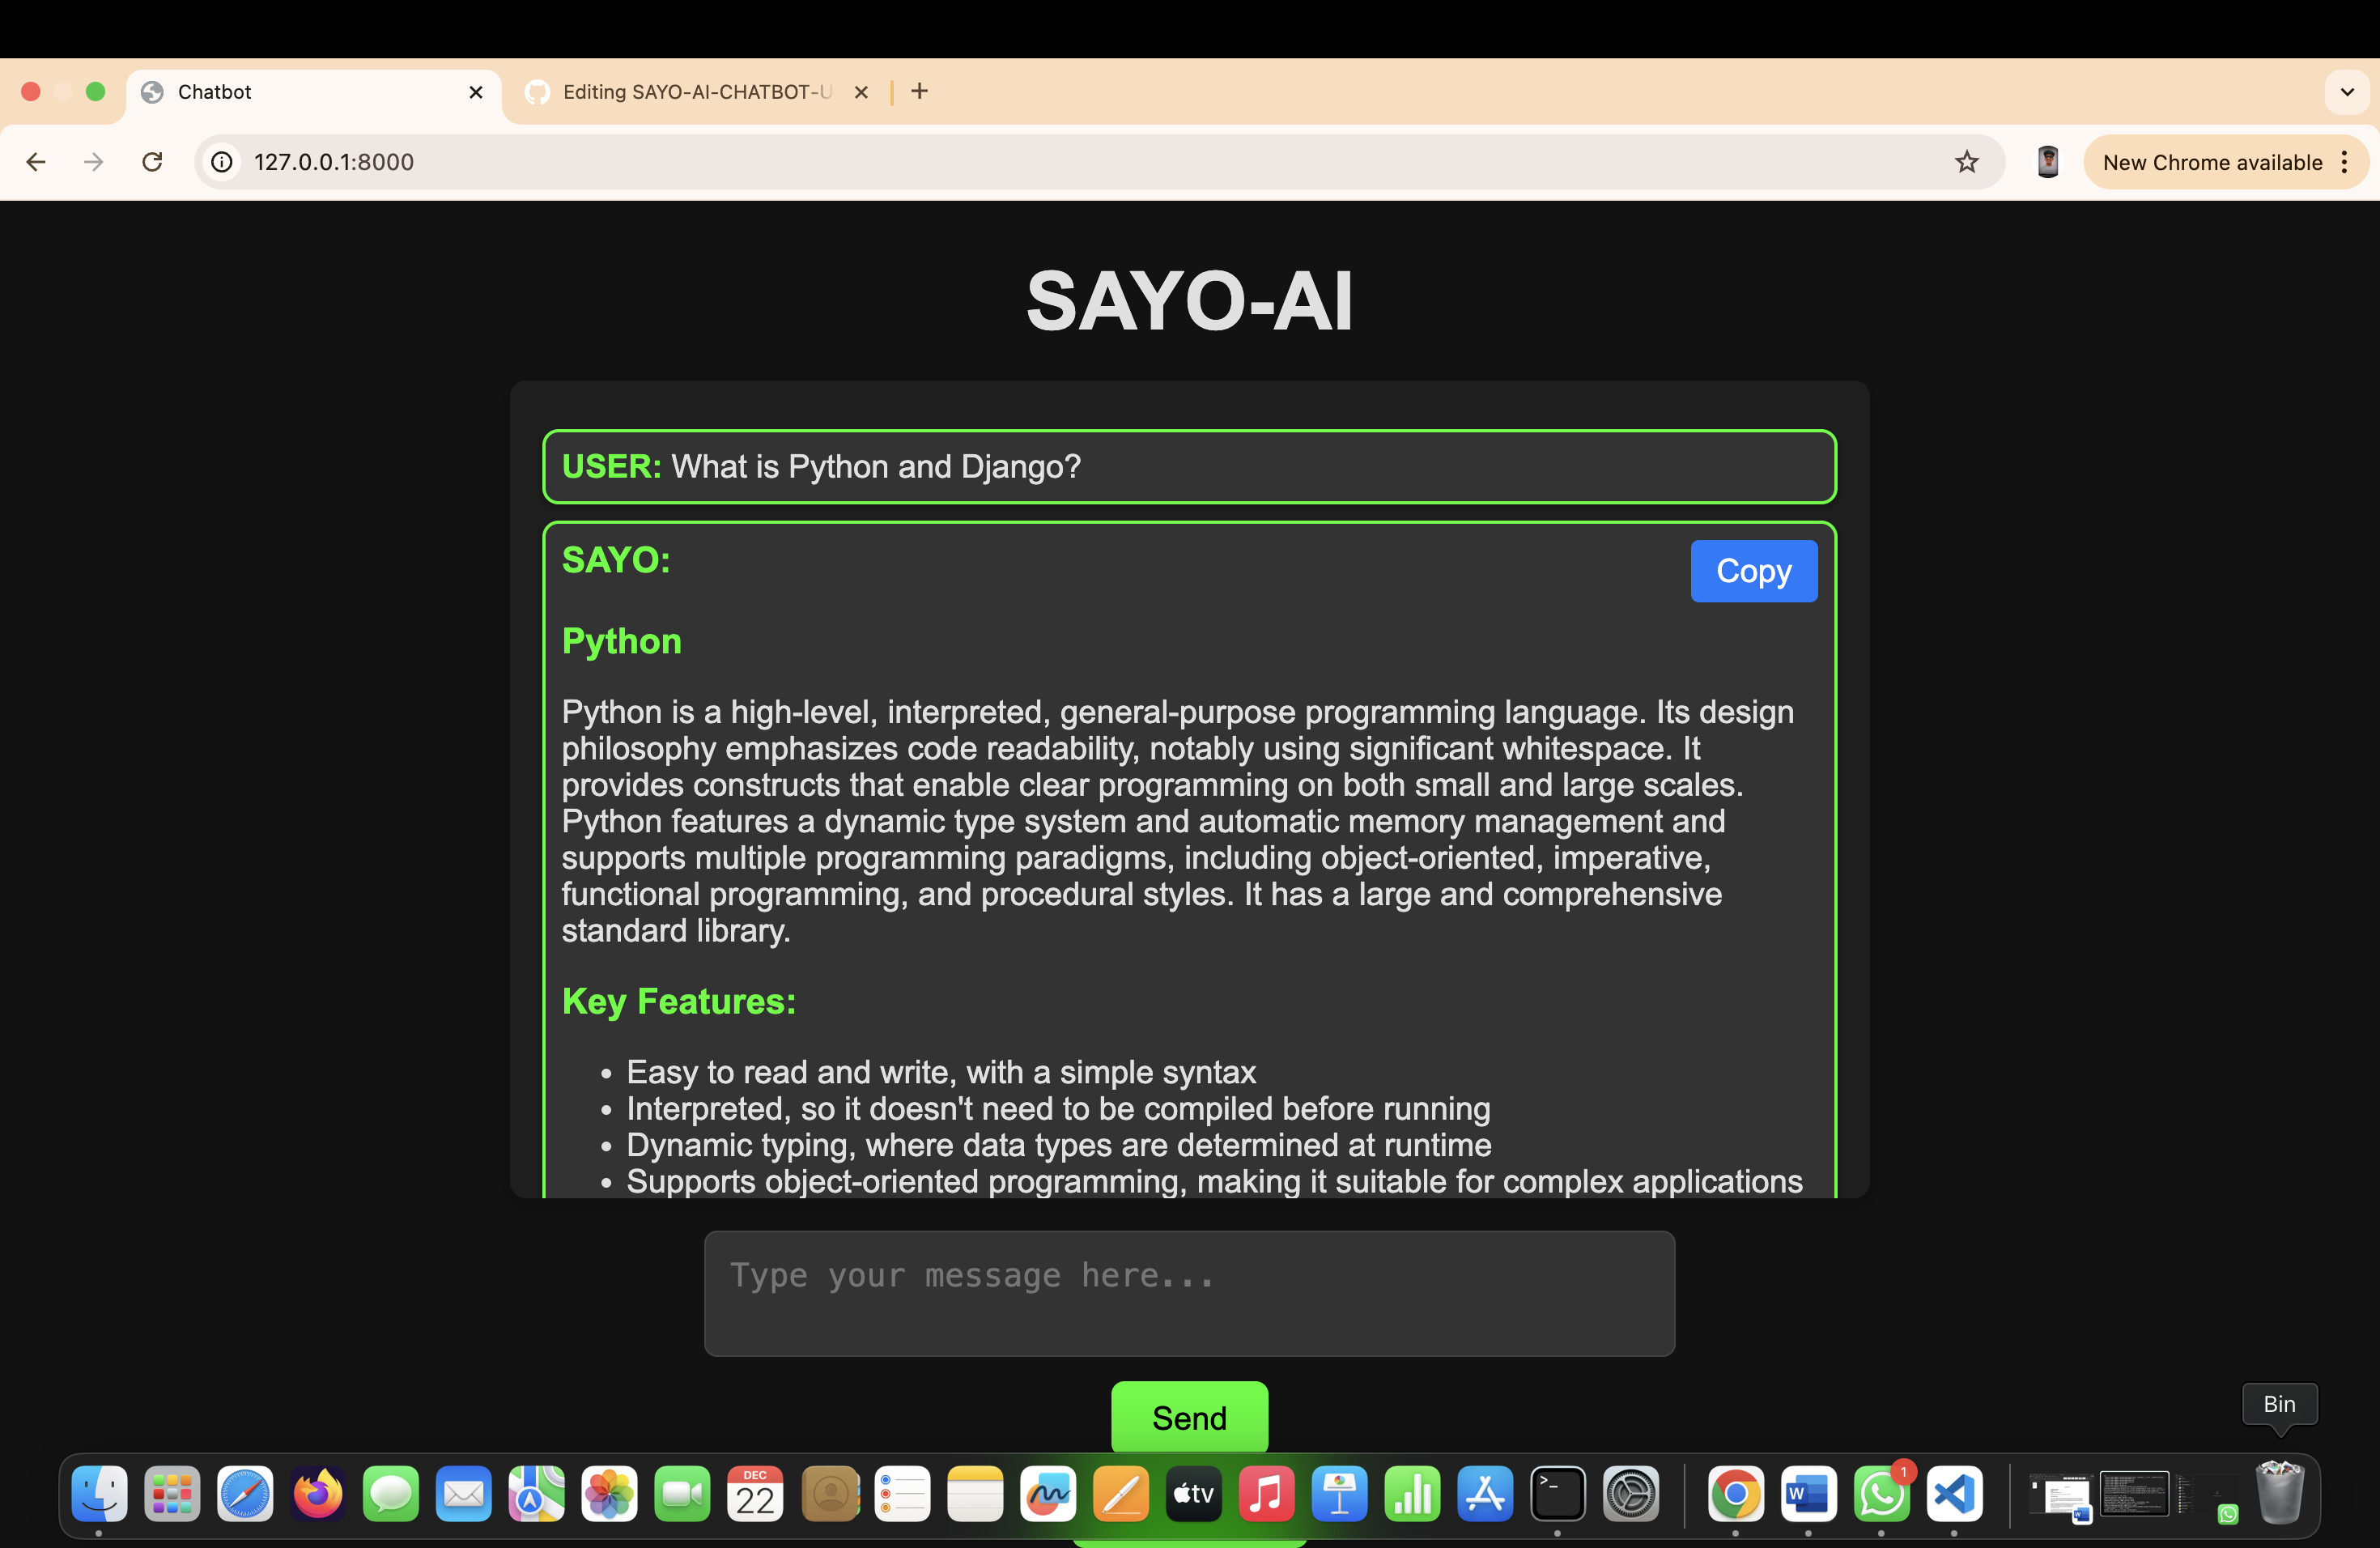 Chatbot
Editing SAYO-AI-CHATBOT-U
127.0.0.1:8000
New Chrome available
SAYO-AI
USER: What is Python and Django?
SAYO:
Copy
Python
Python is a high-level, interpreted, general-purpose programming language. Its design
philosophy emphasizes code readability, notably using significant whitespace. It
provides constructs that enable clear programming on both small and large scales.
Python features a dynamic type system and automatic memory management and
supports multiple programming paradigms, including object-oriented, imperative,
functional programming, and procedural styles. It has a large and comprehensive
standard library.
Key Features:
• Easy to read and write, with a simple syntax
• Interpreted, so it doesn't need to be compiled before running
• Dynamic typing, where data types are determined at runtime
• Supports object-oriented programming, making it suitable for complex applications
Type your message here...
Send
Bin
DEC
22
tv
>_
W
1